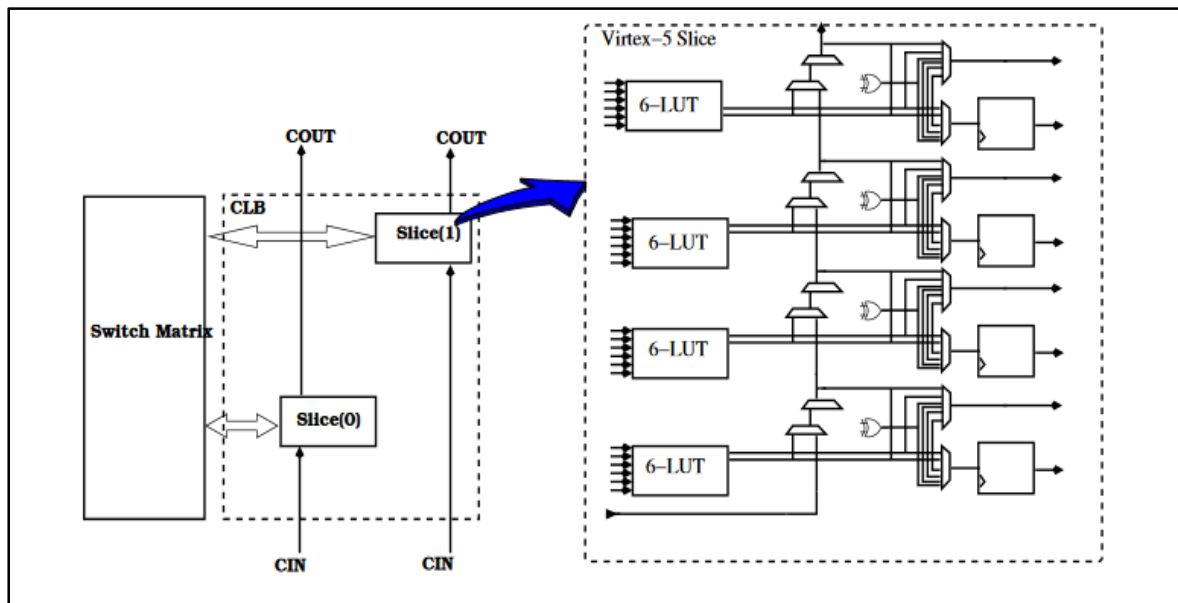 Virtex–5 Slice
6–LUT
COUT
COUT
CLB
Slice(1)
6–LUT
Switch Matrix
6–LUT
Slice(0)
6–LUT
CIN
CIN